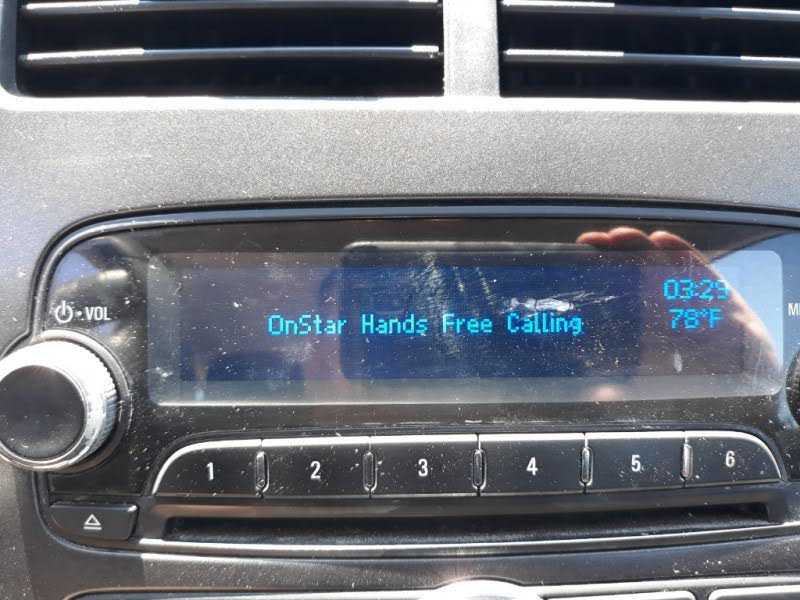 03:29
OnStar Hands Free Calling
78°F
VOL
1 2 3 4 5 6